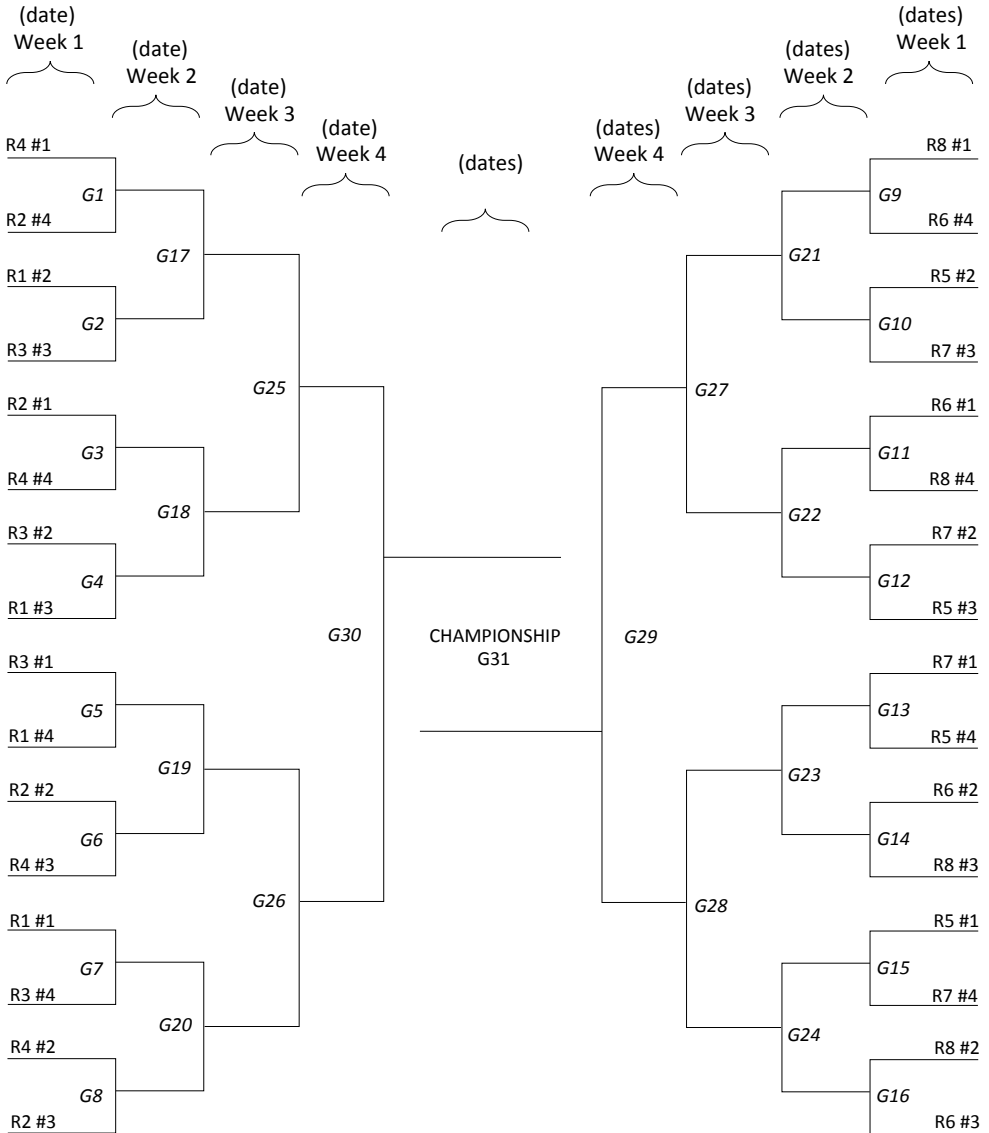 (date)
Week 1
(date)
Week 2
(date)
Week 3
(date)
Week 4
(dates)
(dates)
Week 4
(dates)
Week 3
(dates)
Week 2
(dates)
Week 1
R4 #1
G1
R2 #4
G17
R1 #2
G2
R3 #3
G25
R2 #1
G3
R4 #4
G18
R3 #2
G4
R1 #3
G30
R3 #1
G5
R1 #4
G19
R2 #2
G6
R4 #3
G26
R1 #1
G7
R3 #4
G20
R4 #2
G8
R2 #3
CHAMPIONSHIP
G31
R8 #1
G9
R6 #4
G21
R5 #2
G10
R7 #3
G27
R6 #1
G11
R8 #4
G22
R7 #2
G12
R5 #3
G29
R7 #1
G13
R5 #4
G23
R6 #2
G14
R8 #3
G28
R5 #1
G15
R7 #4
G24
R8 #2
G16
R6 #3